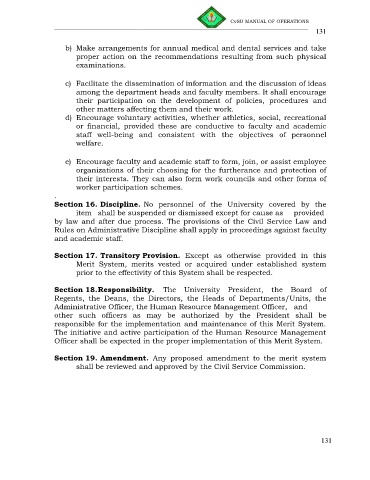 CvSU MANUAL OF OPERATIONS
131
b) Make arrangements for annual medical and dental services and take
proper action on the recommendations resulting from such physical
examinations.
c) Facilitate the dissemination of information and the discussion of ideas
among the department heads and faculty members. It shall encourage
their participation on the development of policies, procedures and
other matters affecting them and their work.
d) Encourage voluntary activities, whether athletics, social, recreational
or financial, provided these are conductive to faculty and academic
staff well-being and consistent with the objectives of personnel
welfare.
e) Encourage faculty and academic staff to form, join, or assist employee
organizations of their choosing for the furtherance and protection of
their interests. They can also form work councils and other forms of
worker participation schemes.
.
Section 16. Discipline. No personnel of the University covered by the
item shall be suspended or dismissed except for cause as provided
by law and after due process. The provisions of the Civil Service Law and
Rules on Administrative Discipline shall apply in proceedings against faculty
and academic staff.
Section 17. Transitory Provision. Except as otherwise provided in this
Merit System, merits vested or acquired under established system
prior to the effectivity of this System shall be respected.
Section 18.Responsibility. The University President, the Board of
Regents, the Deans, the Directors, the Heads of Departments/Units, the
Administrative Officer, the Human Resource Management Officer, and
other such officers as may be authorized by the President shall be
responsible for the implementation and maintenance of this Merit System.
The initiative and active participation of the Human Resource Management
Officer shall be expected in the proper implementation of this Merit System.
Section 19. Amendment. Any proposed amendment to the merit system
shall be reviewed and approved by the Civil Service Commission.
131